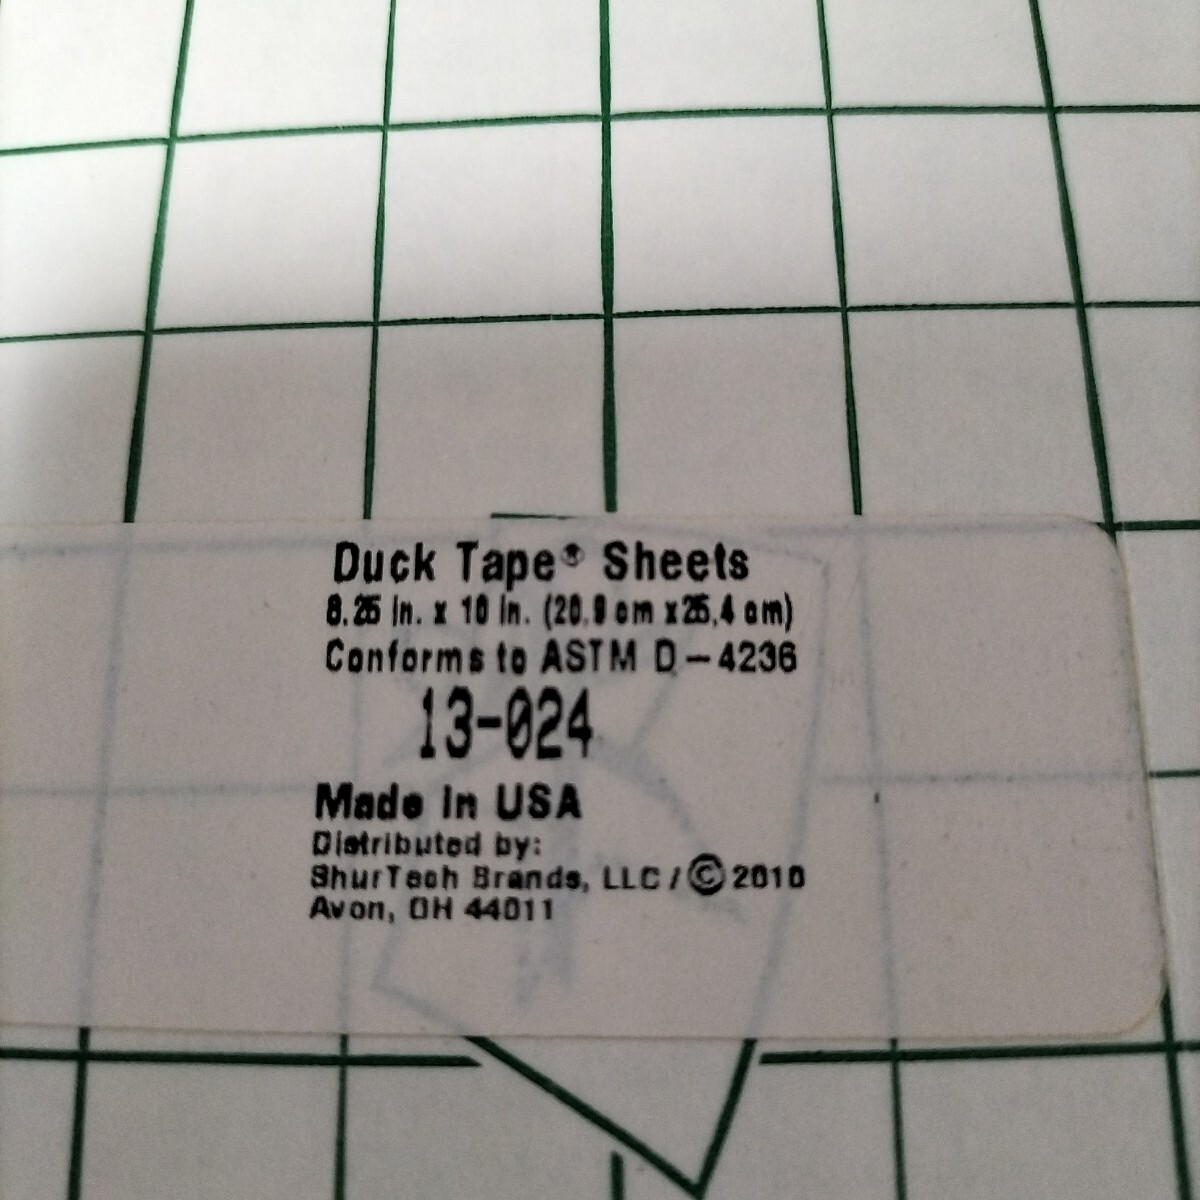 Duck Tape® Sheets
8.25 in. x 10 in. (20,9 cm x 25,4 cm)
Conforms to ASTM D-4236
13-024
Made in USA
Distributed by:
ShurTech Brands, LLC / © 2010
Avon, OH 44011